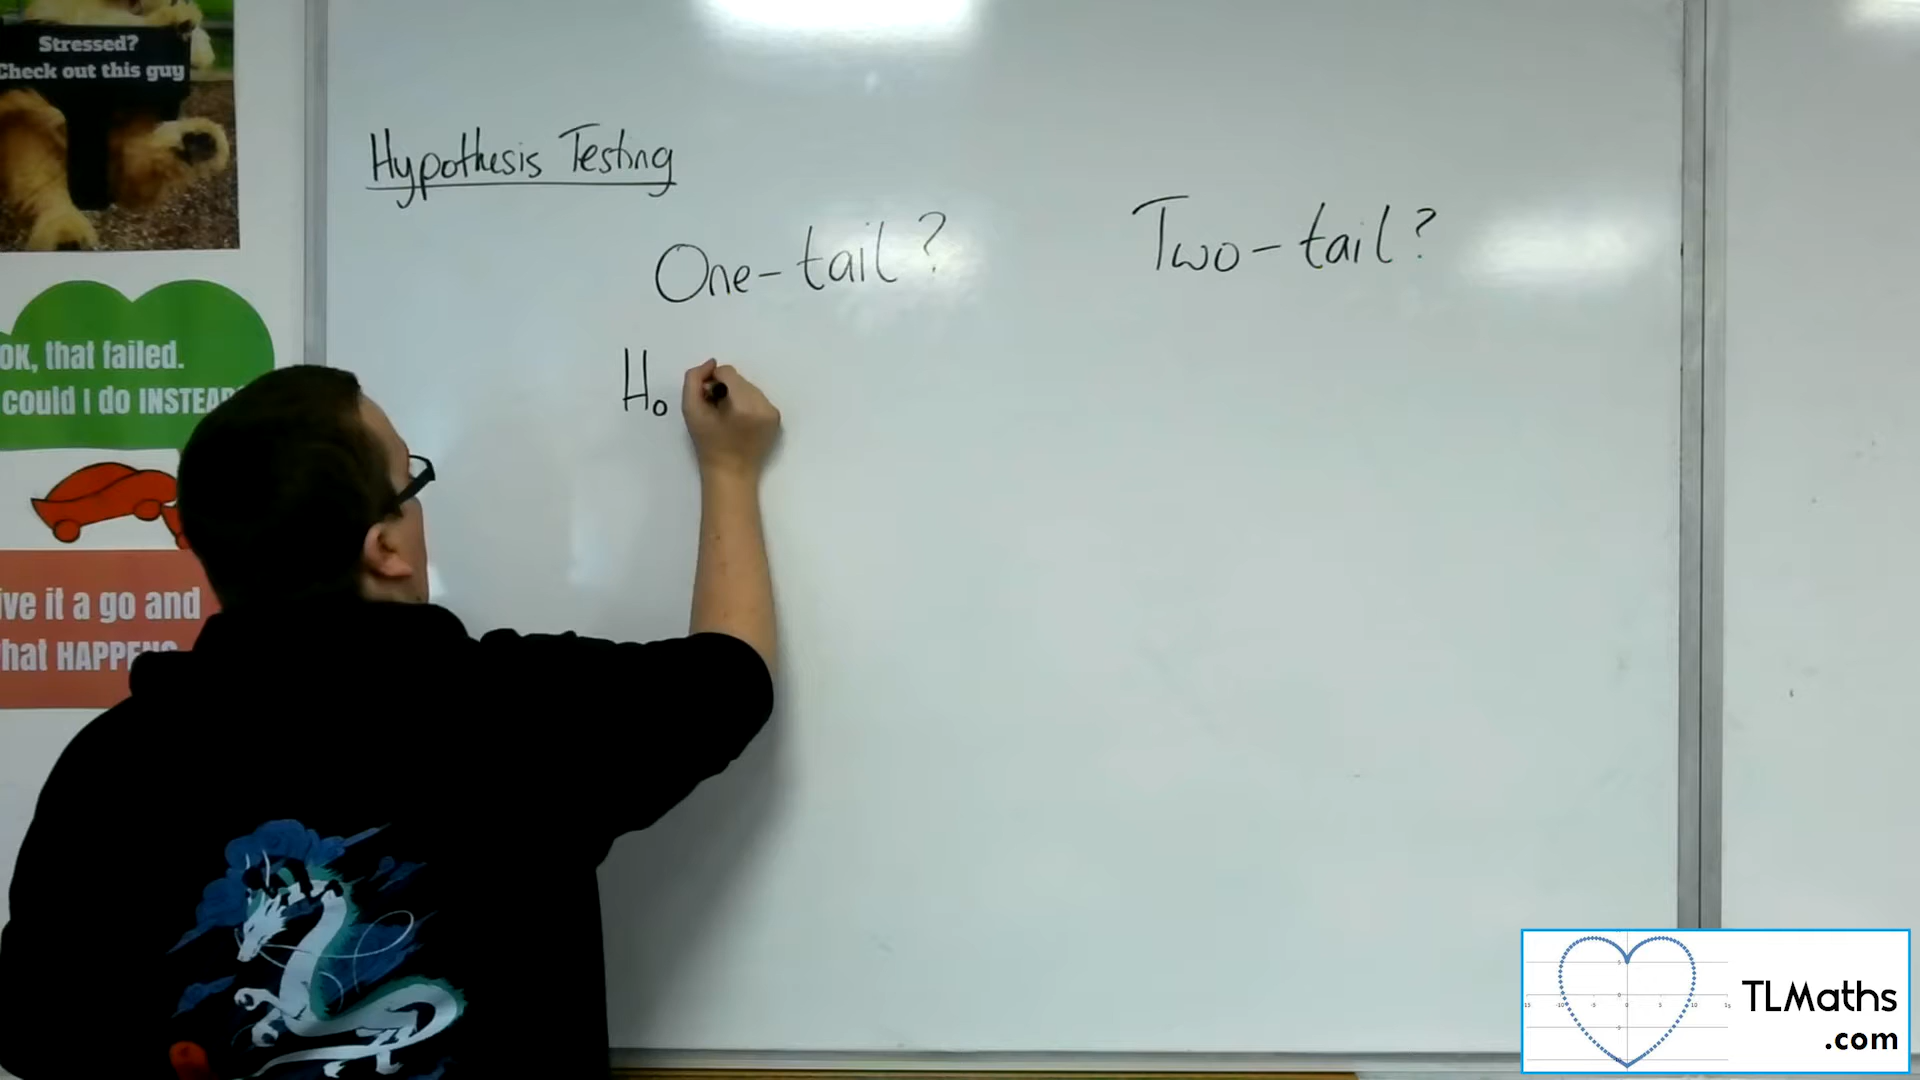 Stressed?
Check out this guy
Hypothesis Testing
One-tail?
Two-tail?
H₀
OK, that failed.
could I do INSTEAD
ive it a go and
hat HAPPENS
TLMaths
.com